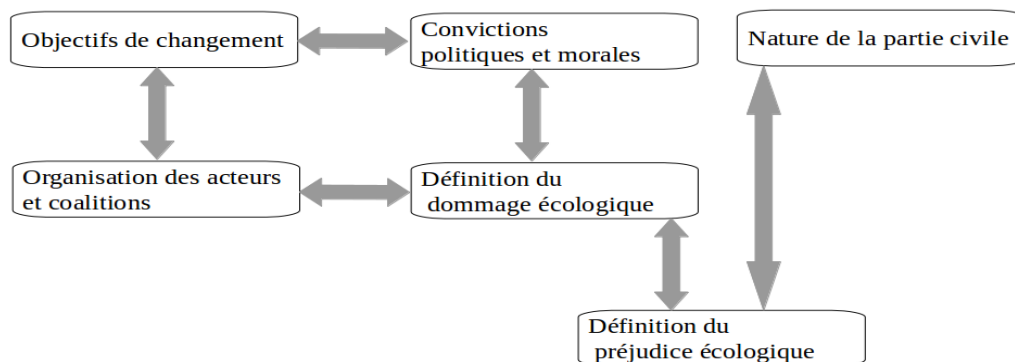 Objectifs de changement
Convictions
politiques et morales
Nature de la partie civile
Organisation des acteurs
et coalitions
Définition du
dommage écologique
Définition du
préjudice écologique